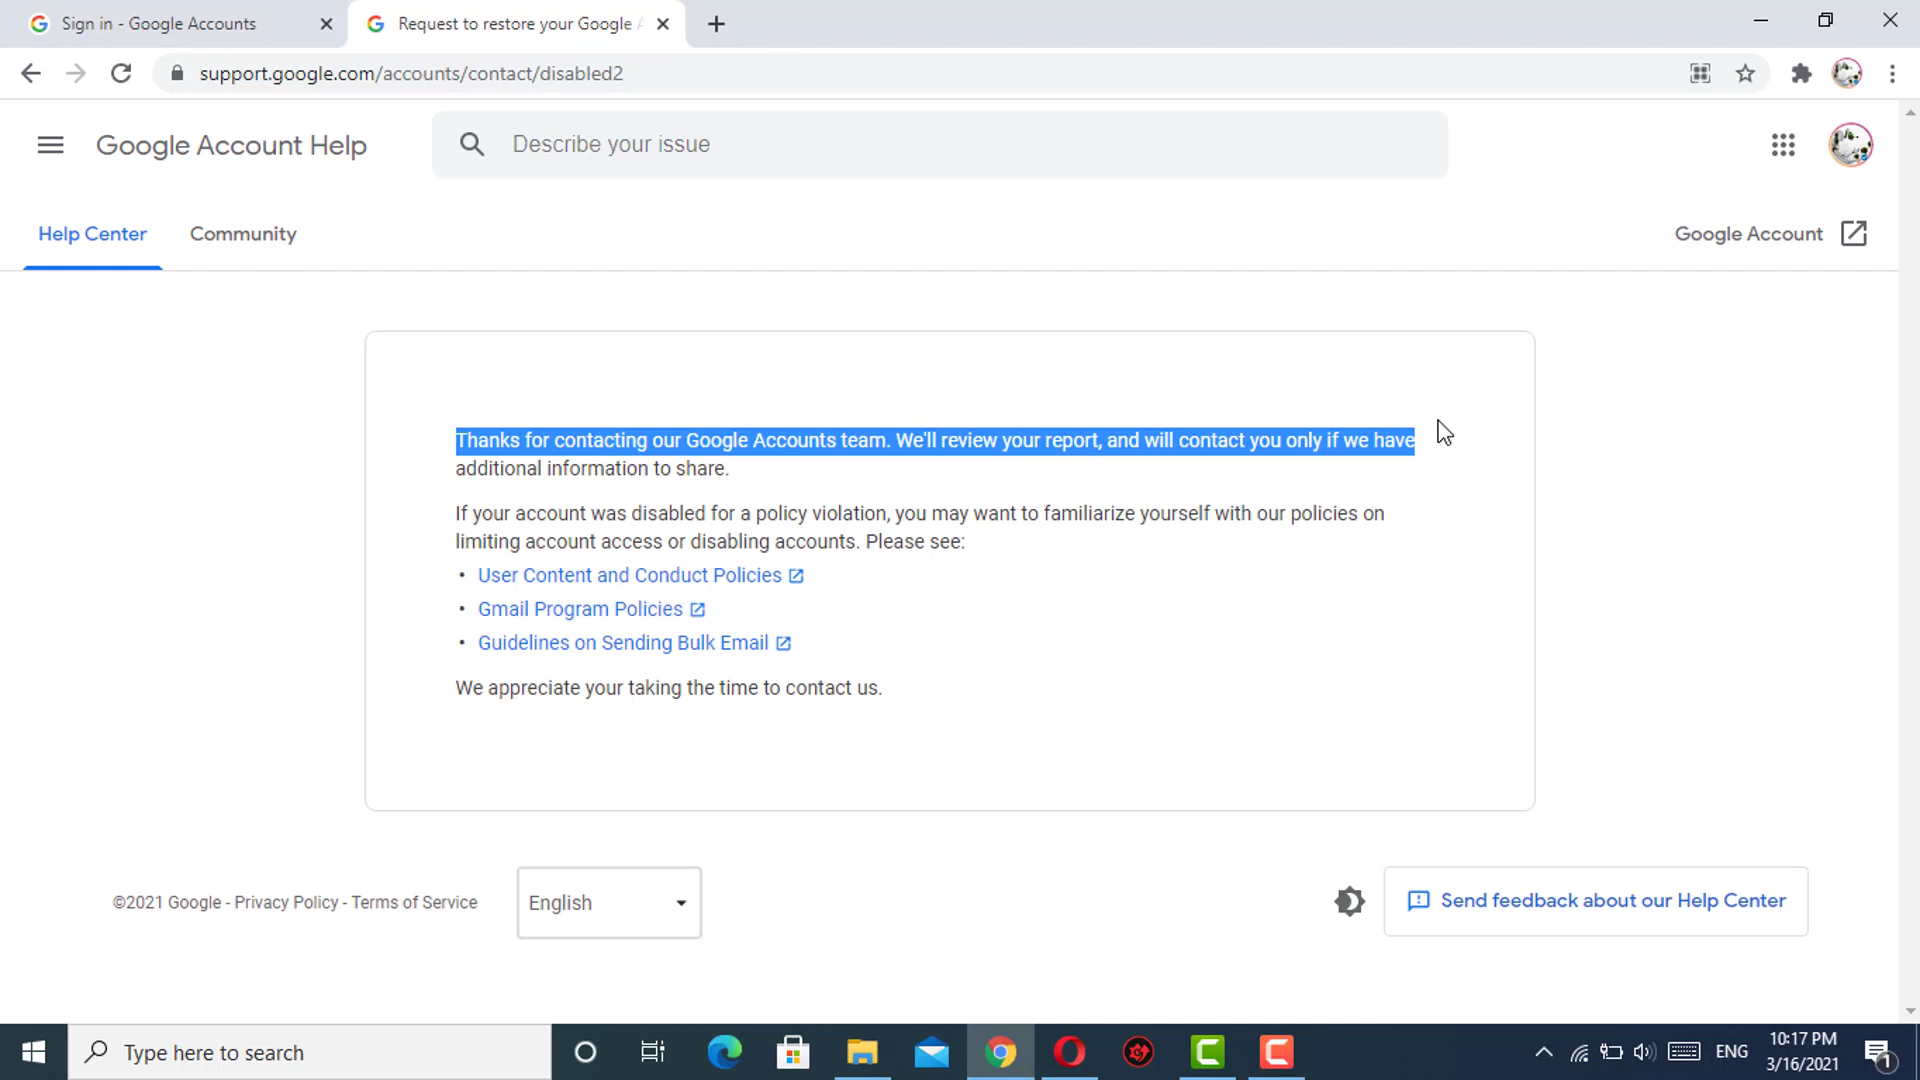 Sign in - Google Accounts
Request to restore your Google
support.google.com/accounts/contact/disabled2
Google Account Help
Describe your issue
Help Center
Community
Google Account
Thanks for contacting our Google Accounts team. We'll review your report, and will contact you only if we have
additional information to share.
If your account was disabled for a policy violation, you may want to familiarize yourself with our policies on
limiting account access or disabling accounts. Please see:
• User Content and Conduct Policies
• Gmail Program Policies
• Guidelines on Sending Bulk Email
We appreciate your taking the time to contact us.
©2021 Google - Privacy Policy - Terms of Service
English
Send feedback about our Help Center
Type here to search
ENG
10:17 PM
3/16/2021
1